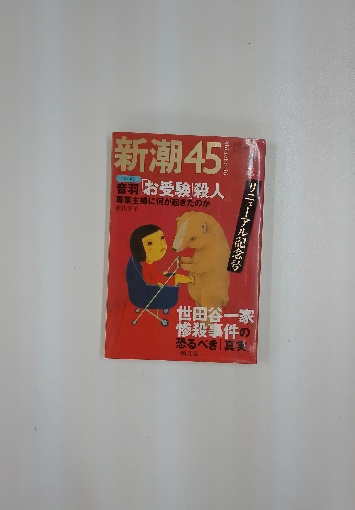 新潮45
音羽「お受験」殺人
専業主婦に何が起きたのか
リニューアル記念号
世田谷一家
惨殺事件の
恐るべき「真実」